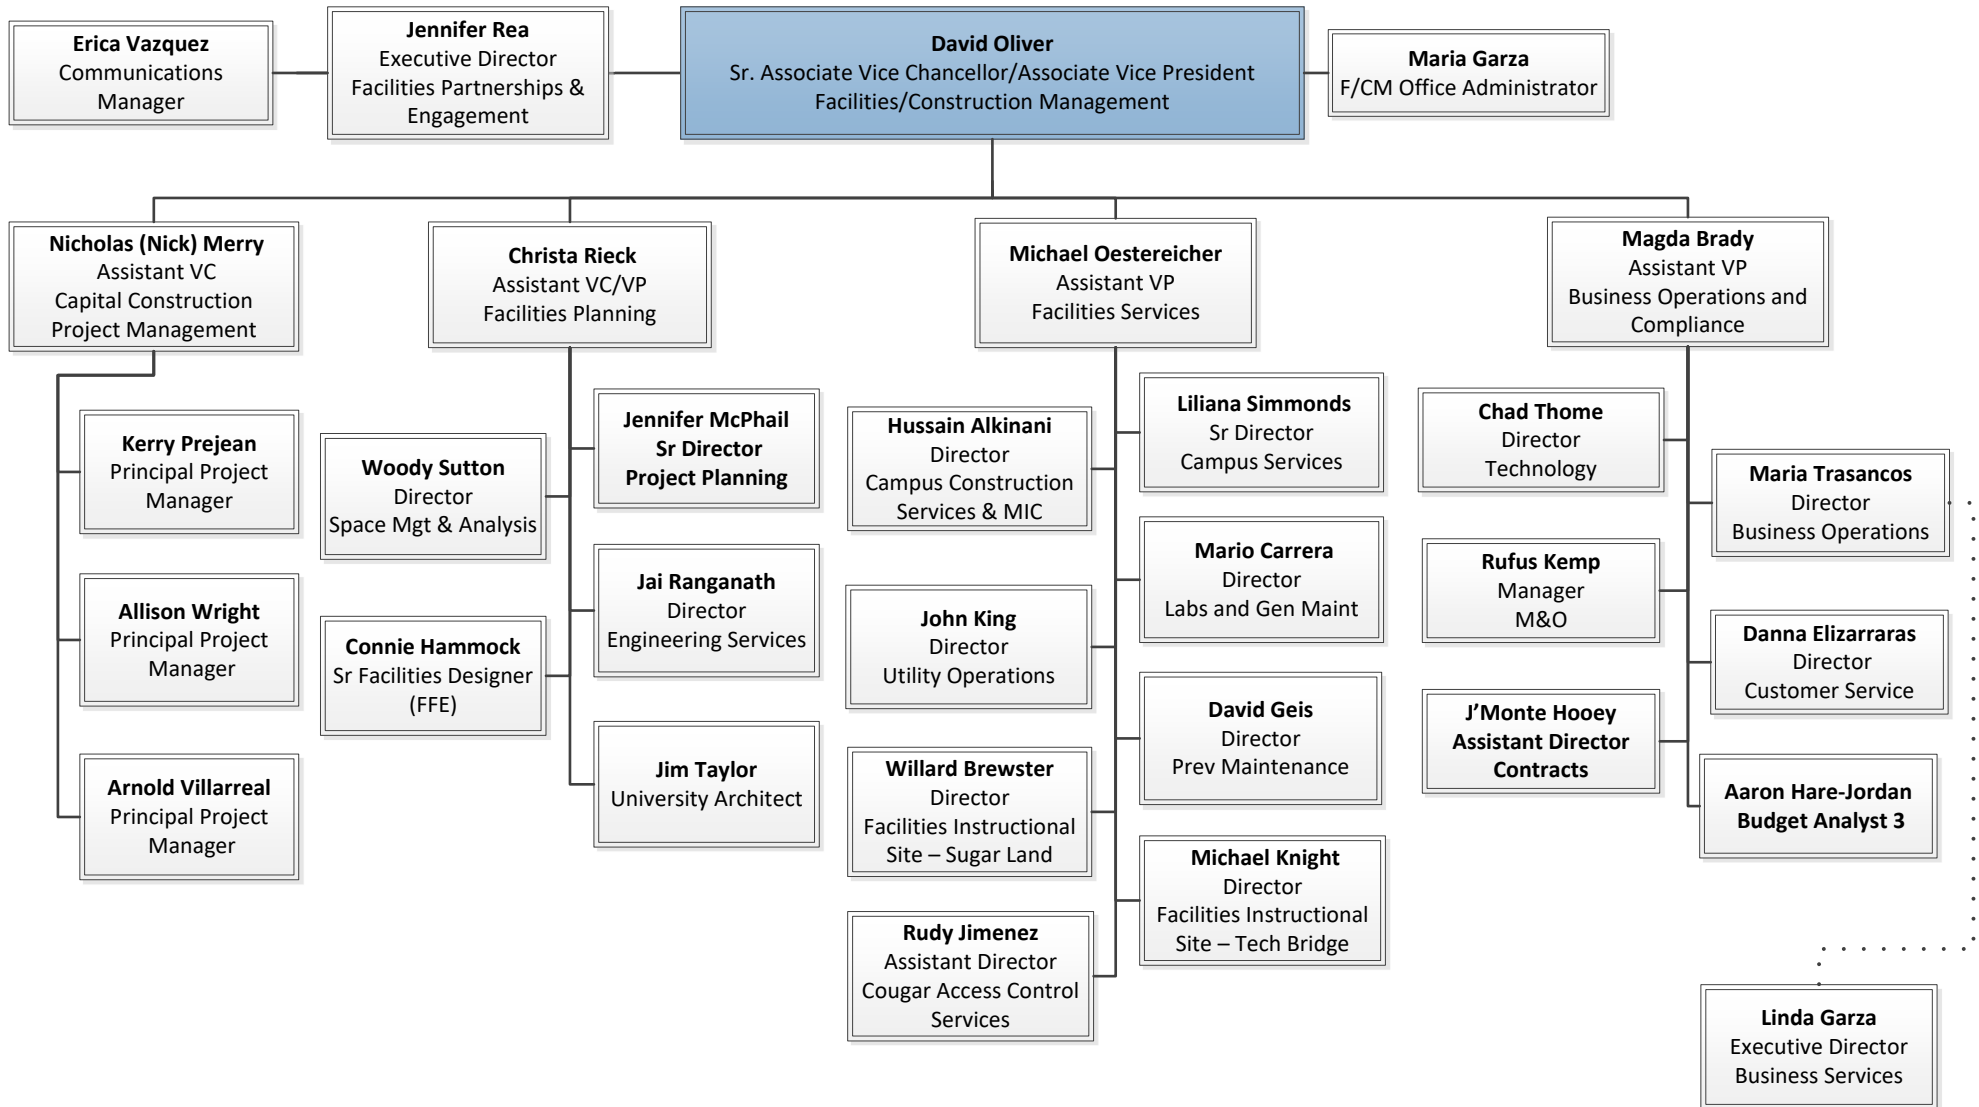 Erica Vazquez
Communications
Manager
Jennifer Rea
Executive Director
Facilities Partnerships &
Engagement
David Oliver
Sr. Associate Vice Chancellor/Associate Vice President
Facilities/Construction Management
Maria Garza
F/CM Office Administrator
Nicholas (Nick) Merry
Assistant VC
Capital Construction
Project Management
Christa Rieck
Assistant VC/VP
Facilities Planning
Michael Oestereicher
Assistant VP
Facilities Services
Magda Brady
Assistant VP
Business Operations and
Compliance
Kerry Prejean
Principal Project
Manager
Allison Wright
Principal Project
Manager
Arnold Villarreal
Principal Project
Manager
Woody Sutton
Director
Space Mgt & Analysis
Connie Hammock
Sr Facilities Designer
(FFE)
Jennifer McPhail
Sr Director
Project Planning
Jai Ranganath
Director
Engineering Services
Jim Taylor
University Architect
Hussain Alkinani
Director
Campus Construction
Services & MIC
John King
Director
Utility Operations
Willard Brewster
Director
Facilities Instructional
Site – Sugar Land
Rudy Jimenez
Assistant Director
Cougar Access Control
Services
Liliana Simmonds
Sr Director
Campus Services
Mario Carrera
Director
Labs and Gen Maint
David Geis
Director
Prev Maintenance
Michael Knight
Director
Facilities Instructional
Site – Tech Bridge
Chad Thome
Director
Technology
Rufus Kemp
Manager
M&O
J’Monte Hooey
Assistant Director
Contracts
Maria Trasancos
Director
Business Operations
Danna Elizarraras
Director
Customer Service
Aaron Hare-Jordan
Budget Analyst 3
Linda Garza
Executive Director
Business Services